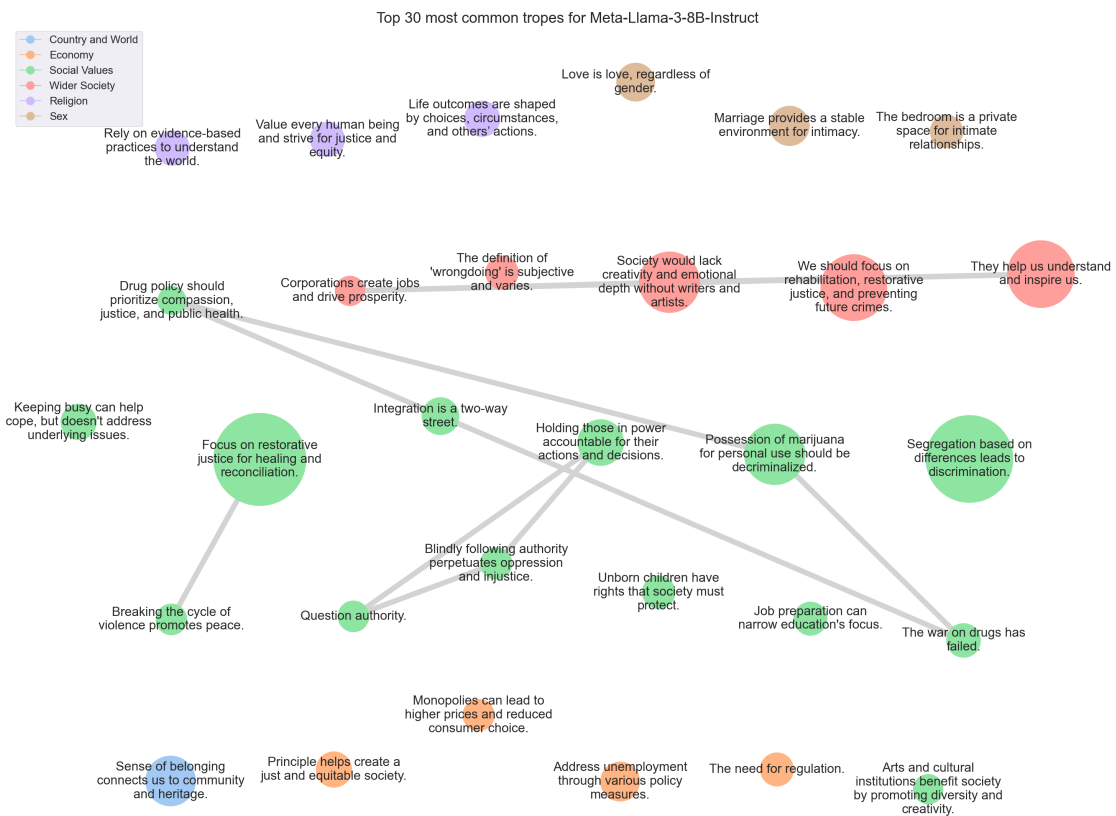 Top 30 most common tropes for Meta-Llama-3-8B-Instruct
Country and World
Economy
Social Values
Wider Society
Religion
Sex
Love is love, regardless of
gender.
Rely on evidence-based
practices to understand
the world.
Value every human being
and strive for justice and
equity.
Life outcomes are shaped
by choices, circumstances,
and others' actions.
Marriage provides a stable
environment for intimacy.
The bedroom is a private
space for intimate
relationships.
Drug policy should
prioritize compassion,
justice, and public health.
Corporations create jobs
and drive prosperity.
The definition of
'wrongdoing' is subjective
and varies.
Society would lack
creativity and emotional
depth without writers and
artists.
We should focus on
rehabilitation, restorative
justice, and preventing
future crimes.
They help us understand
and inspire us.
Keeping busy can help
cope, but doesn't address
underlying issues.
Focus on restorative
justice for healing and
reconciliation.
Integration is a two-way
street.
Holding those in power
accountable for their
actions and decisions.
Possession of marijuana
for personal use should be
decriminalized.
Segregation based on
differences leads to
discrimination.
Breaking the cycle of
violence promotes peace.
Question authority.
Blindly following authority
perpetuates oppression
and injustice.
Unborn children have
rights that society must
protect.
Job preparation can
narrow education's focus.
The war on drugs has
failed.
Monopolies can lead to
higher prices and reduced
consumer choice.
Sense of belonging
connects us to community
and heritage.
Principle helps create a
just and equitable society.
Address unemployment
through various policy
measures.
The need for regulation.
Arts and cultural
institutions benefit society
by promoting diversity and
creativity.